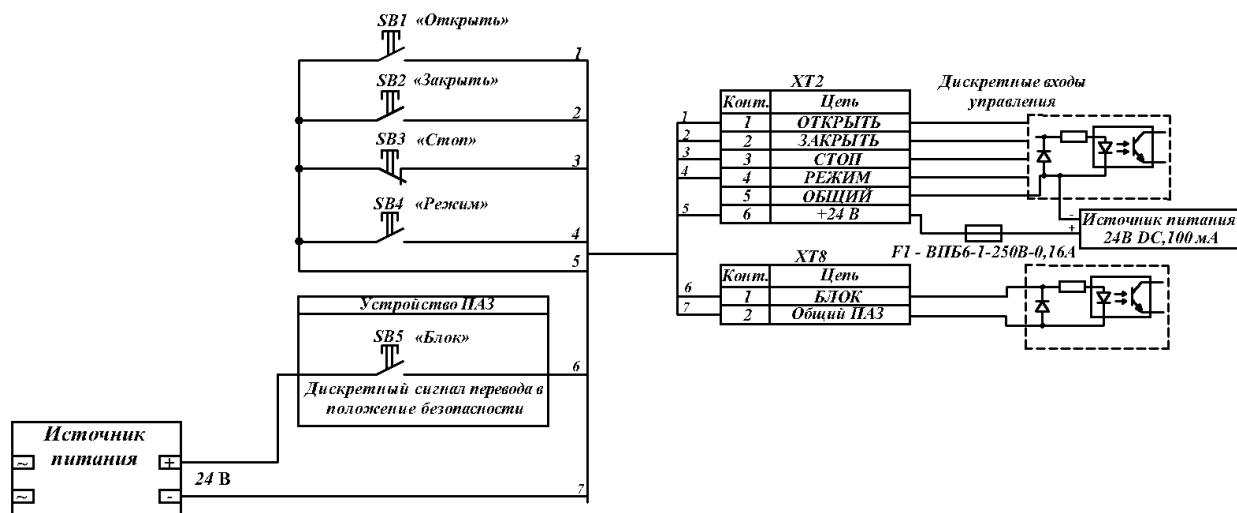 SB1 «Открыть»
1
SB2 «Закрыть»
2
SB3 «Стоп»
3
SB4 «Режим»
4
5
Устройство ПАЗ
SB5 «Блок»
6
Дискретный сигнал перевода в
положение безопасности
Источник
питания
~ +
24 В
~ -
7
XT2
Конт. Цепь
1 1 ОТКРЫТЬ
2 2 ЗАКРЫТЬ
3 3 СТОП
4 4 РЕЖИМ
5 ОБЩИЙ
5 6 +24 В
Дискретные входы
управления
-
+
Источник питания
24В DC,100 мА
F1 - ВПБ6-1-250В-0,16А
XT8
Конт. Цепь
6 1 БЛОК
7 2 Общий ПАЗ